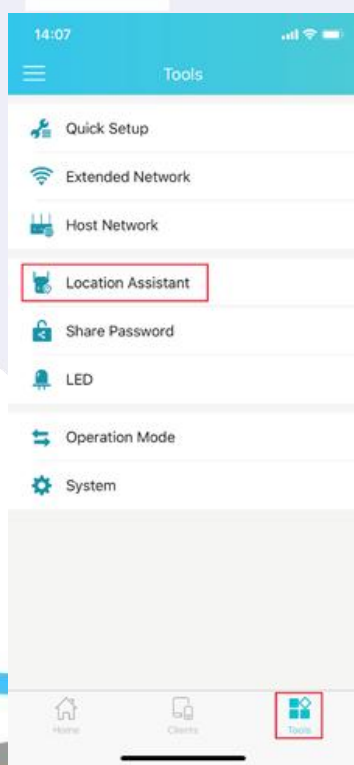 14:07
Tools
Quick Setup
Extended Network
Host Network
Location Assistant
Share Password
LED
Operation Mode
System
Home
Clients
Tools